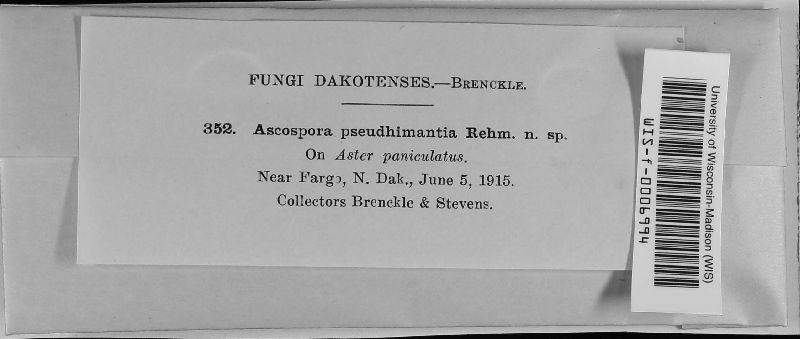 FUNGI DAKOTENSES.—BRENCKLE.
352. Ascospora pseudhimantia Rehm. n. sp.
On Aster paniculatus.
Near Fargo, N. Dak., June 5, 1915.
Collectors Brenckle & Stevens.
University of Wisconsin-Madison (WIS)
WIS-f-0006994